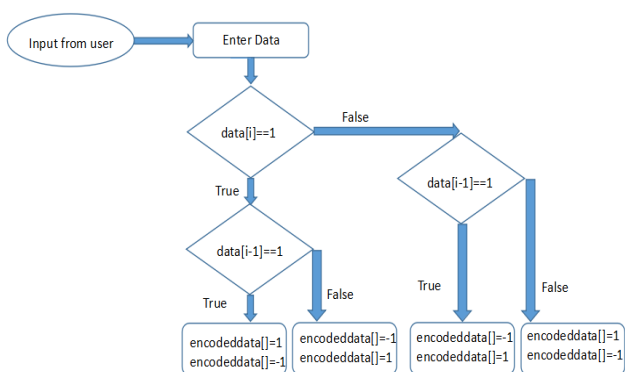 Input from user
Enter Data
data[i]==1
False
data[i-1]==1
True
data[i-1]==1
True
False
True
False
encodeddata[]=1
encodeddata[]=-1
encodeddata[]=-1
encodeddata[]=1
encodeddata[]=-1
encodeddata[]=1
encodeddata[]=1
encodeddata[]=-1